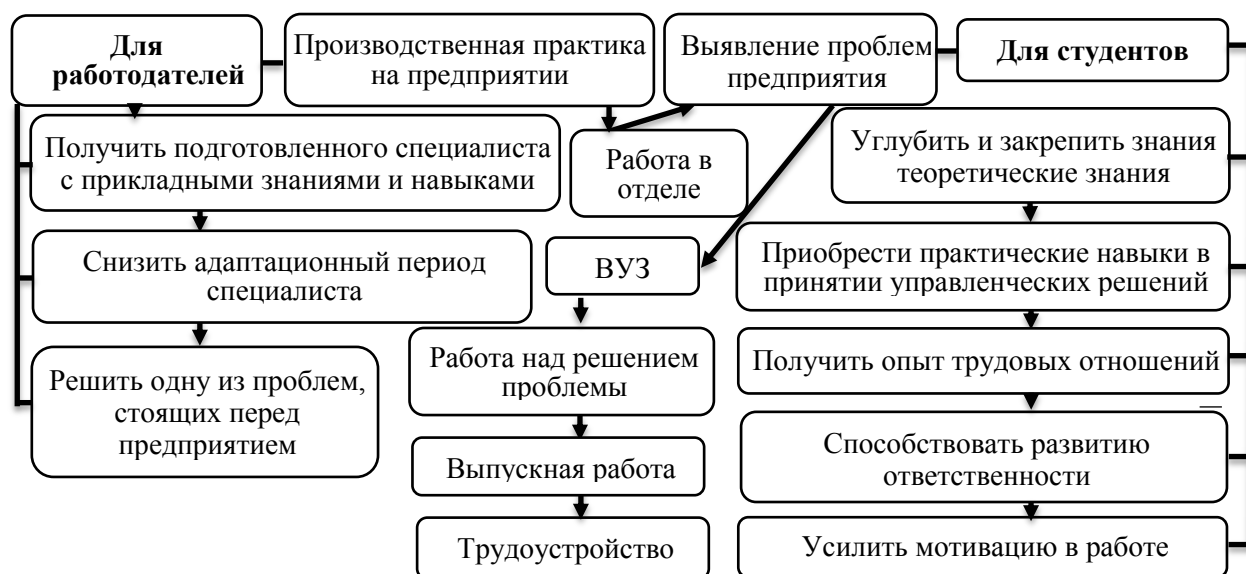 Для
работодателей
Производственная практика
на предприятии
Выявление проблем
предприятия
Для студентов
Получить подготовленного специалиста
с прикладными знаниями и навыками
Работа в
отделе
Углубить и закрепить знания
теоретические знания
Снизить адаптационный период
специалиста
ВУЗ
Приобрести практические навыки в
принятии управленческих решений
Решить одну из проблем,
стоящих перед
предприятием
Работа над решением
проблемы
Получить опыт трудовых отношений
Выпускная работа
Способствовать развитию
ответственности
Трудоустройство
Усилить мотивацию в работе